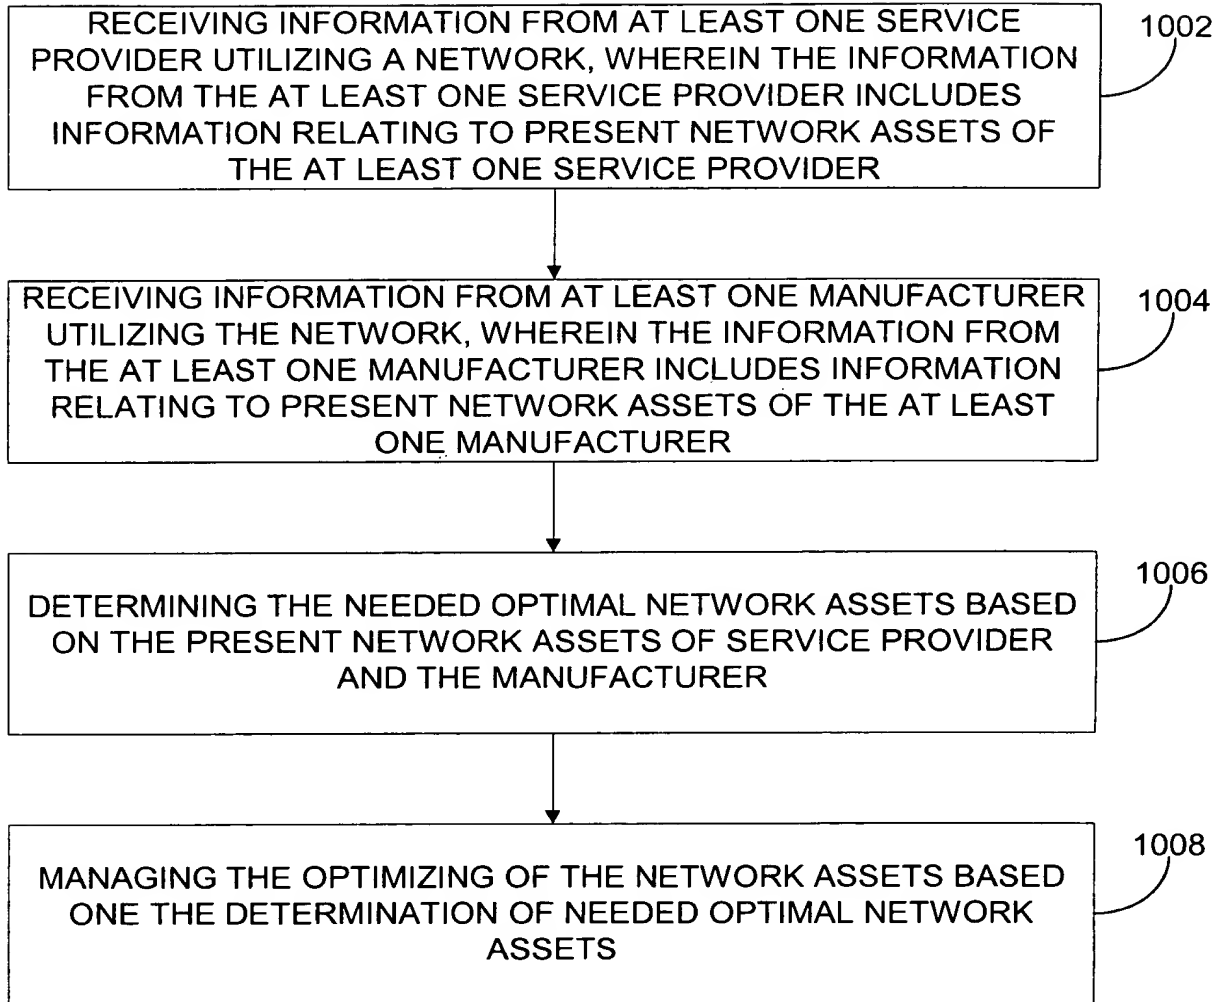 RECEIVING INFORMATION FROM AT LEAST ONE SERVICE
PROVIDER UTILIZING A NETWORK, WHEREIN THE INFORMATION
FROM THE AT LEAST ONE SERVICE PROVIDER INCLUDES
INFORMATION RELATING TO PRESENT NETWORK ASSETS OF
THE AT LEAST ONE SERVICE PROVIDER
1002
RECEIVING INFORMATION FROM AT LEAST ONE MANUFACTURER
UTILIZING THE NETWORK, WHEREIN THE INFORMATION FROM
THE AT LEAST ONE MANUFACTURER INCLUDES INFORMATION
RELATING TO PRESENT NETWORK ASSETS OF THE AT LEAST
ONE MANUFACTURER
1004
DETERMINING THE NEEDED OPTIMAL NETWORK ASSETS BASED
ON THE PRESENT NETWORK ASSETS OF SERVICE PROVIDER
AND THE MANUFACTURER
1006
MANAGING THE OPTIMIZING OF THE NETWORK ASSETS BASED
ONE THE DETERMINATION OF NEEDED OPTIMAL NETWORK
ASSETS
1008